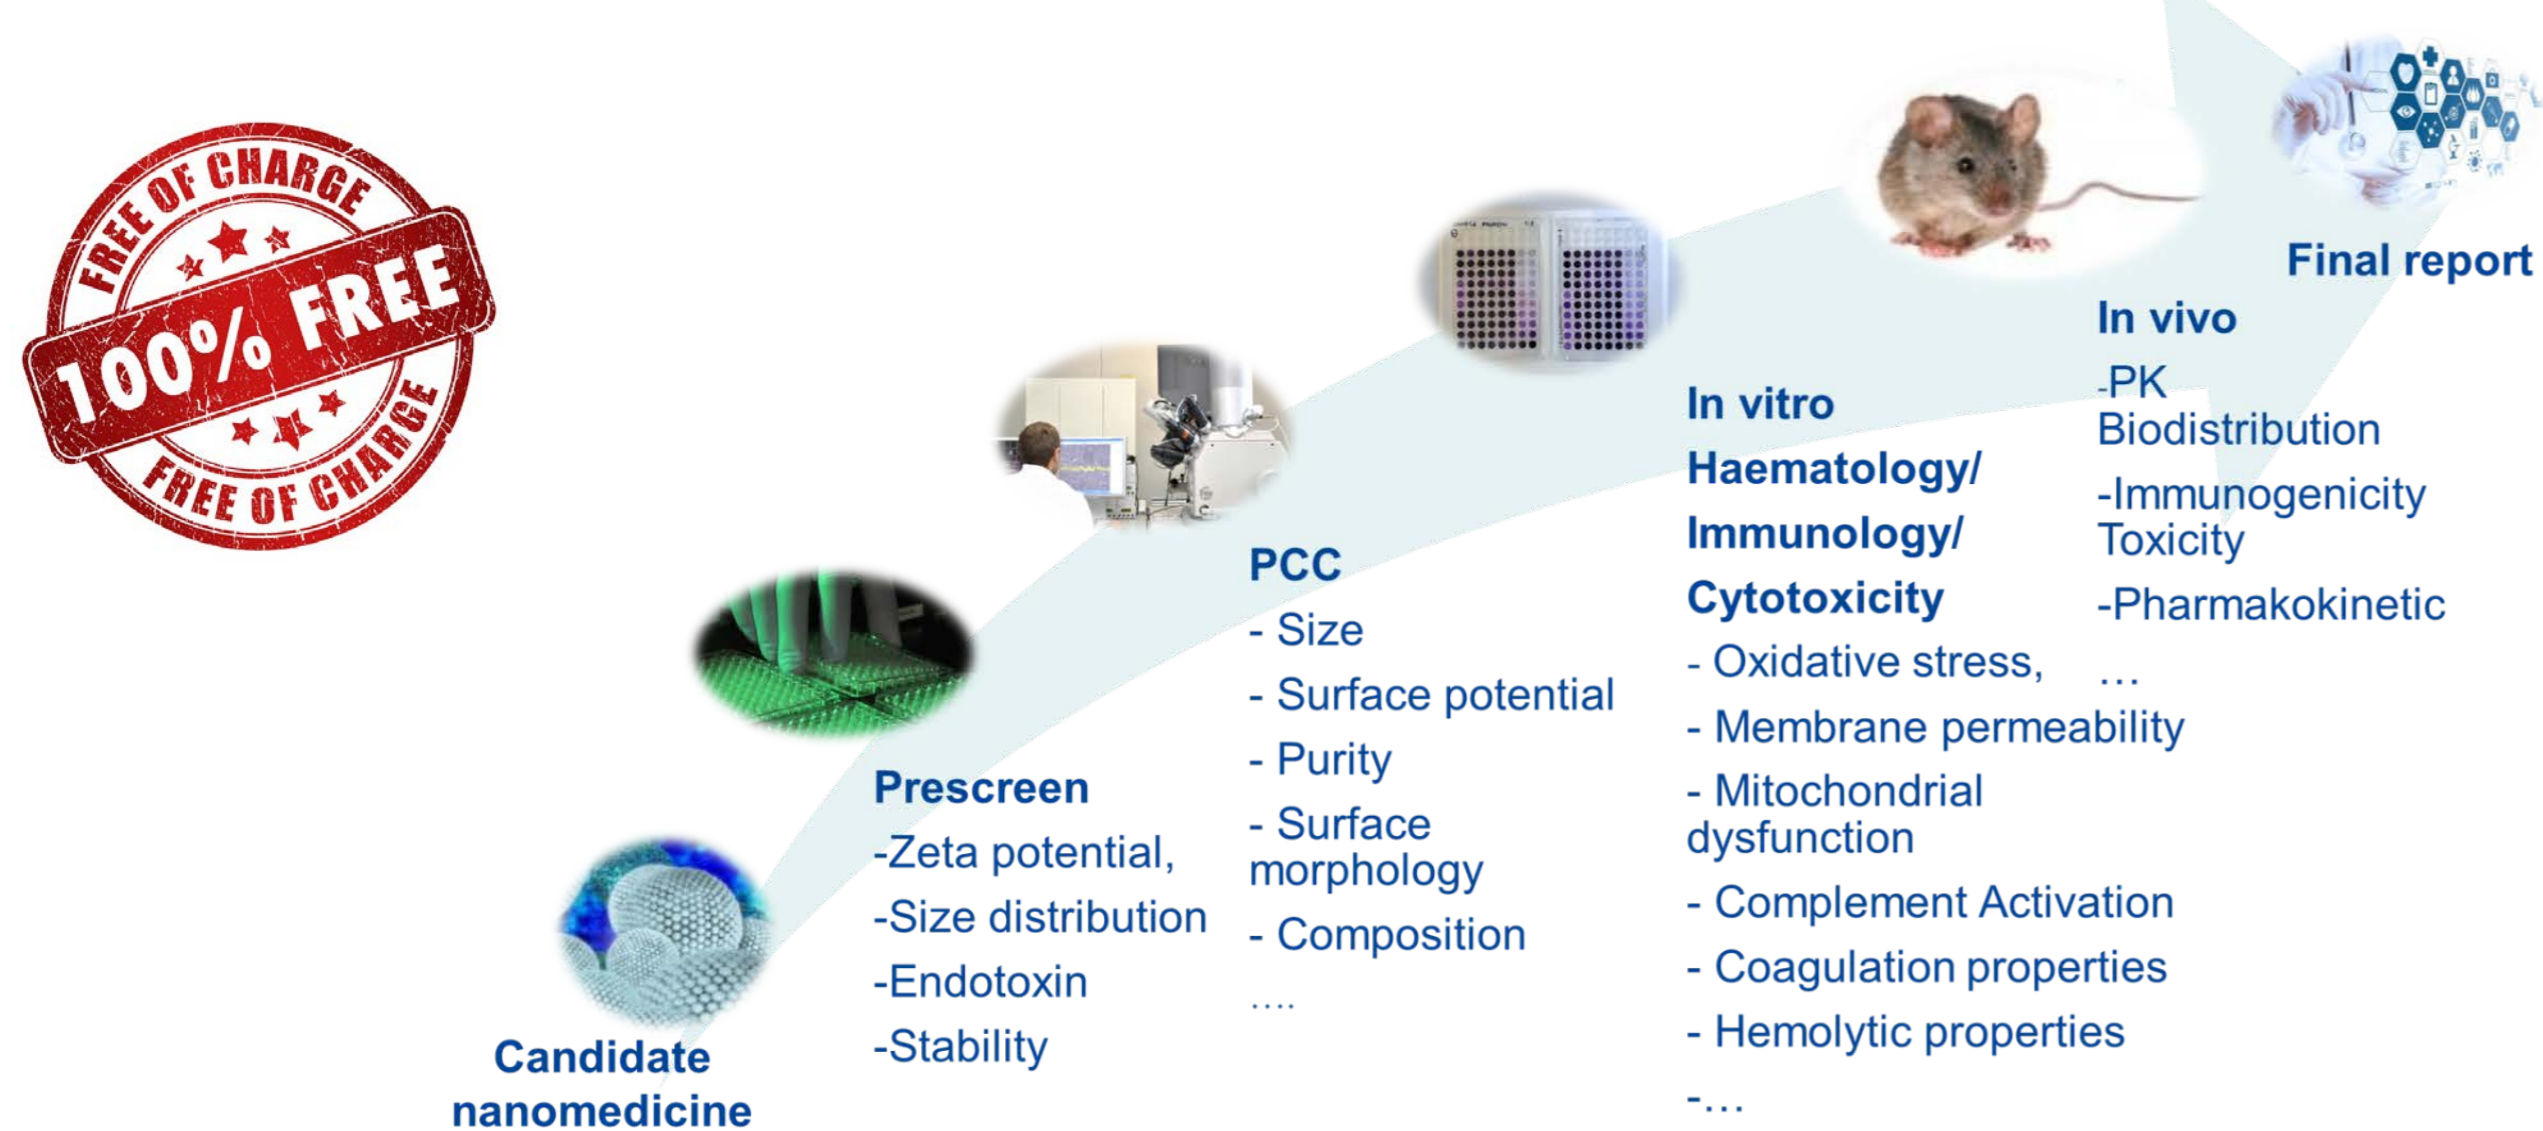 FREE OF CHARGE
100% FREE
FREE OF CHARGE
Candidate
nanomedicine
Prescreen
-Zeta potential,
-Size distribution
-Endotoxin
-Stability
PCC
- Size
- Surface potential
- Purity
- Surface
morphology
- Composition
....
In vitro
Haematology/
Immunology/
Cytotoxicity
- Oxidative stress,
- Membrane permeability
- Mitochondrial
dysfunction
- Complement Activation
- Coagulation properties
- Hemolytic properties
-...
In vivo
-PK
Biodistribution
-Immunogenicity
Toxicity
-Pharmakokinetic
...
Final report